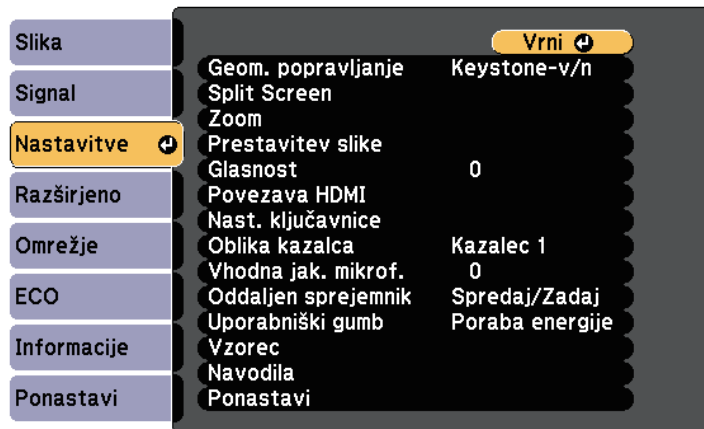 Slika
Signal
Nastavitve
Razširjeno
Omrežje
ECO
Informacije
Ponastavi
Vrni
Geom. popravljanje Keystone-v/n
Split Screen
Zoom
Prestavitev slike
Glasnost 0
Povezava HDMI
Nast. ključavnice
Oblika kazalca Kazalec 1
Vhodna jak. mikrof. 0
Oddaljen sprejemnik Spredaj/Zadaj
Uporabniški gumb Poraba energije
Vzorec
Navodila
Ponastavi